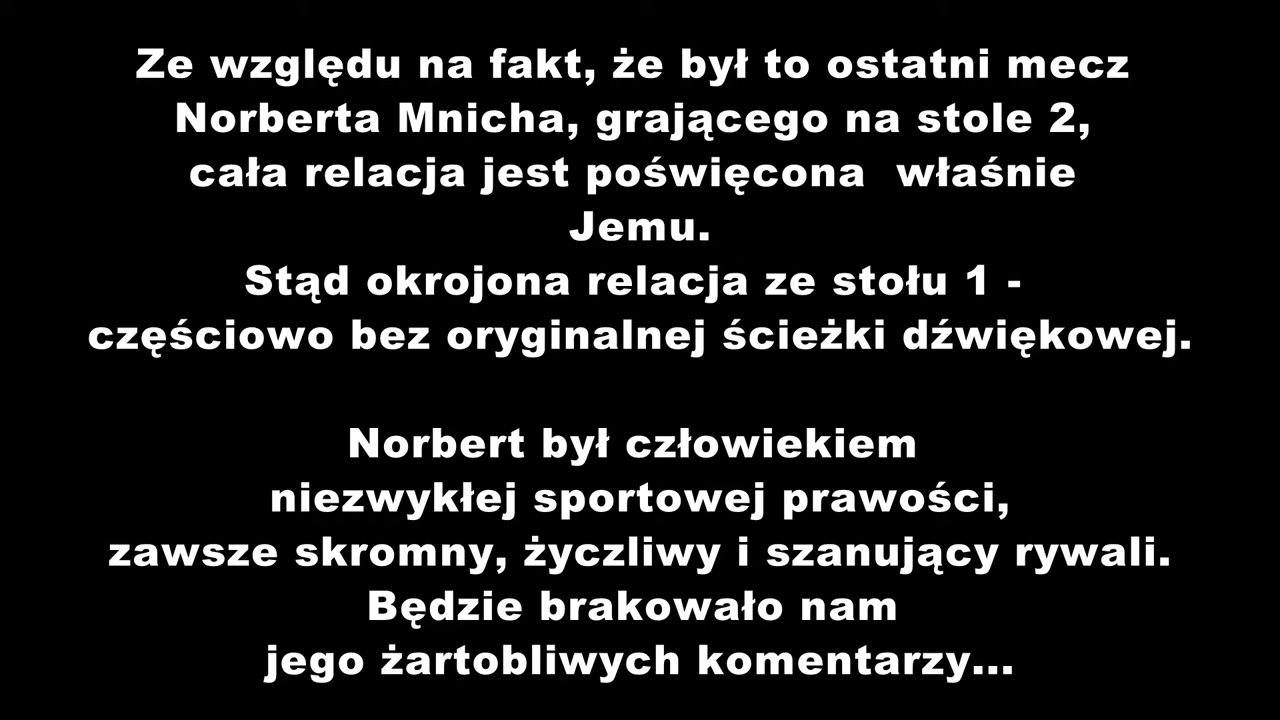 Ze względu na fakt, że był to ostatni mecz
Norberta Mnicha, grającego na stole 2,
cała relacja jest poświęcona  właśnie
Jemu.
Stąd okrojona relacja ze stołu 1 -
częściowo bez oryginalnej ścieżki dźwiękowej.
Norbert był człowiekiem
niezwykłej sportowej prawości,
zawsze skromny, życzliwy i szanujący rywali.
Będzie brakowało nam
jego żartobliwych komentarzy...